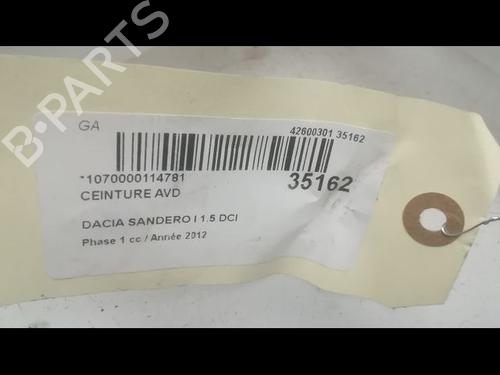 B-PARTS
GA
42600301 35162
*1070000114781
35162
CEINTURE AVD
DACIA SANDERO I 1.5 DCI
Phase 1 cc / Année 2012